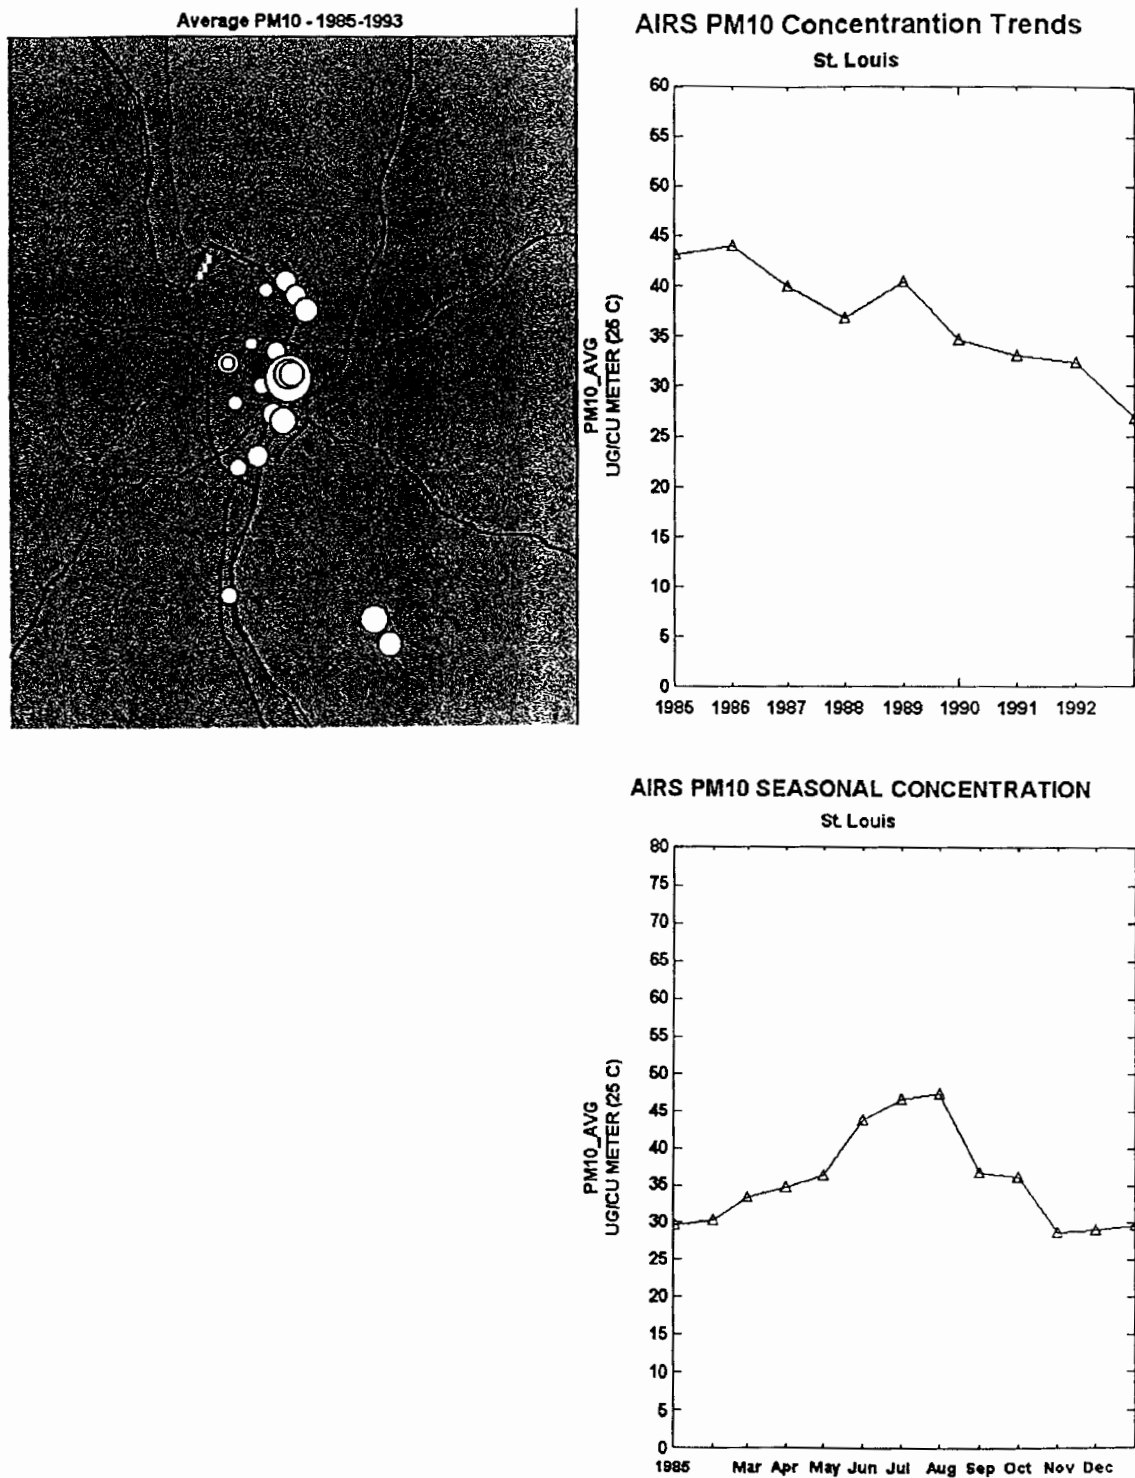 Average PM10 - 1985-1993
AIRS PM10 Concentrantion Trends
St. Louis
60
55
50
45
40
35
30
25
20
15
10
5
0
PM10_AVG
UG/CU METER (25 C)
1985 1986 1987 1988 1989 1990 1991 1992
AIRS PM10 SEASONAL CONCENTRATION
St. Louis
80
75
70
65
60
55
50
45
40
35
30
25
20
15
10
5
0
PM10_AVG
UG/CU METER (25 C)
1985 Mar Apr May Jun Jul Aug Sep Oct Nov Dec